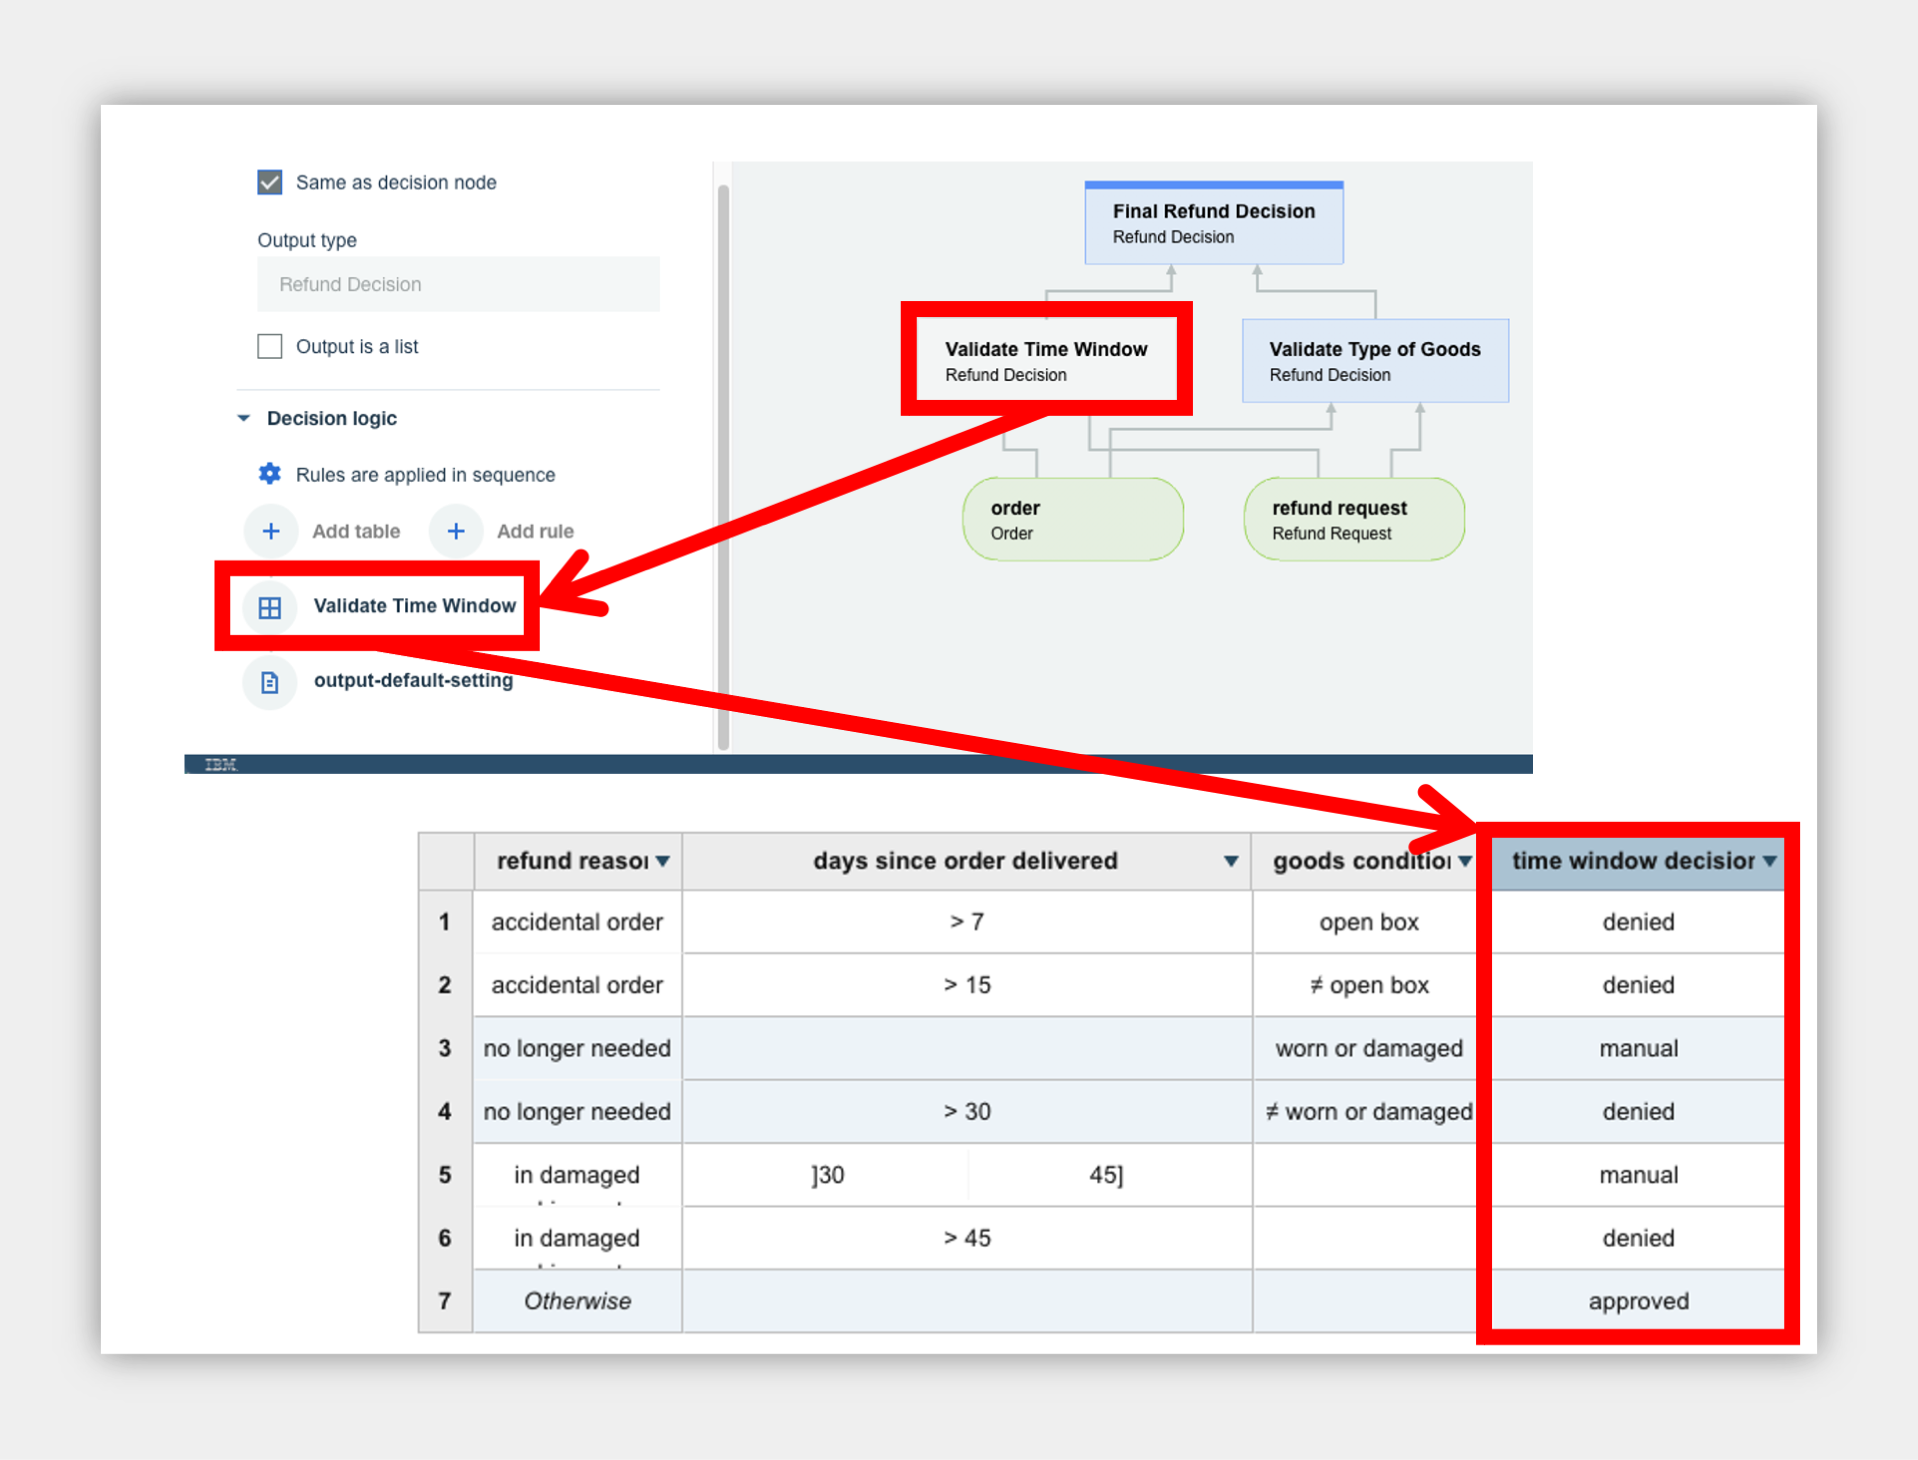 Same as decision node
Output type
Refund Decision
Output is a list
Decision logic
Rules are applied in sequence
Add table
Add rule
Validate Time Window
output-default-setting
IBM
Final Refund Decision
Refund Decision
Validate Time Window
Refund Decision
Validate Type of Goods
Refund Decision
order
Order
refund request
Refund Request
refund reason days since order delivered goods condition time window decision
1 accidental order > 7 open box denied
2 accidental order > 15 ≠ open box denied
3 no longer needed worn or damaged manual
4 no longer needed > 30 ≠ worn or damaged denied
5 in damaged ]30 45] manual
6 in damaged > 45 denied
7 Otherwise approved